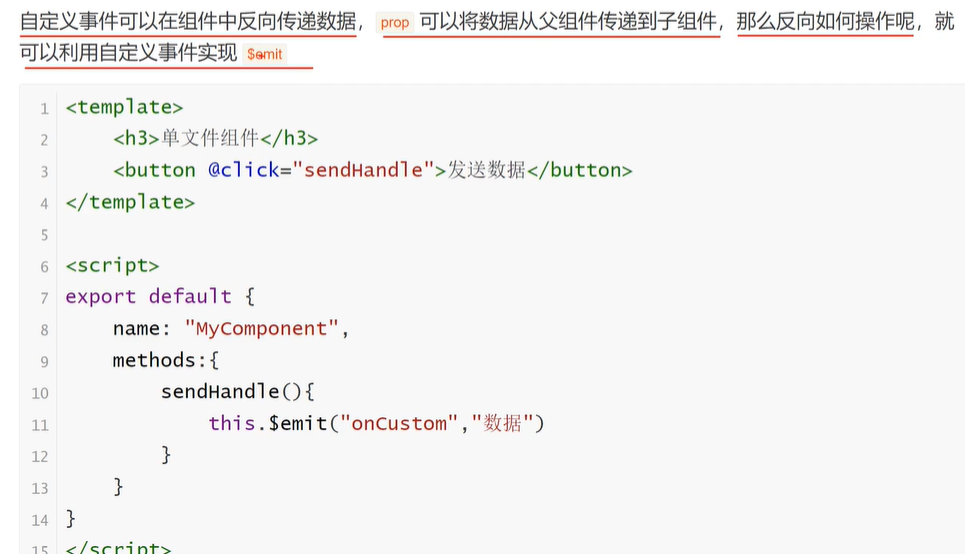 自定义事件可以在组件中反向传递数据， prop 可以将数据从父组件传递到子组件，那么反向如何操作呢，就
可以利用自定义事件实现 $emit
1 <template>
2     <h3>单文件组件</h3>
3     <button @click="sendHandle">发送数据</button>
4 </template>
5
6 <script>
7 export default {
8     name: "MyComponent",
9     methods:{
10         sendHandle(){
11             this.$emit("onCustom","数据")
12         }
13     }
14 }
15 </script>